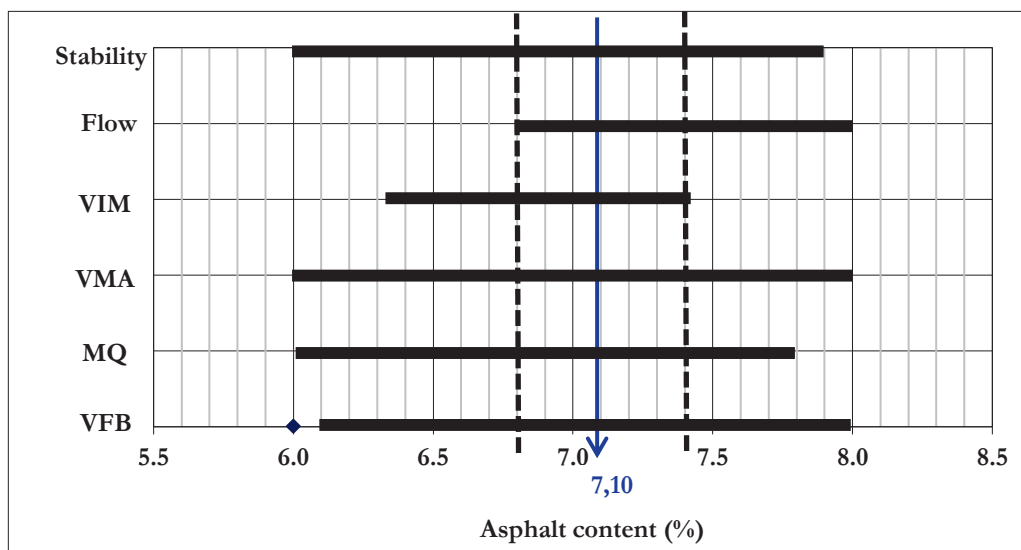 Stability
Flow
VIM
VMA
MQ
VFB
5.5 6.0 6.5 7.0 7.5 8.0 8.5
7,10
Asphalt content (%)